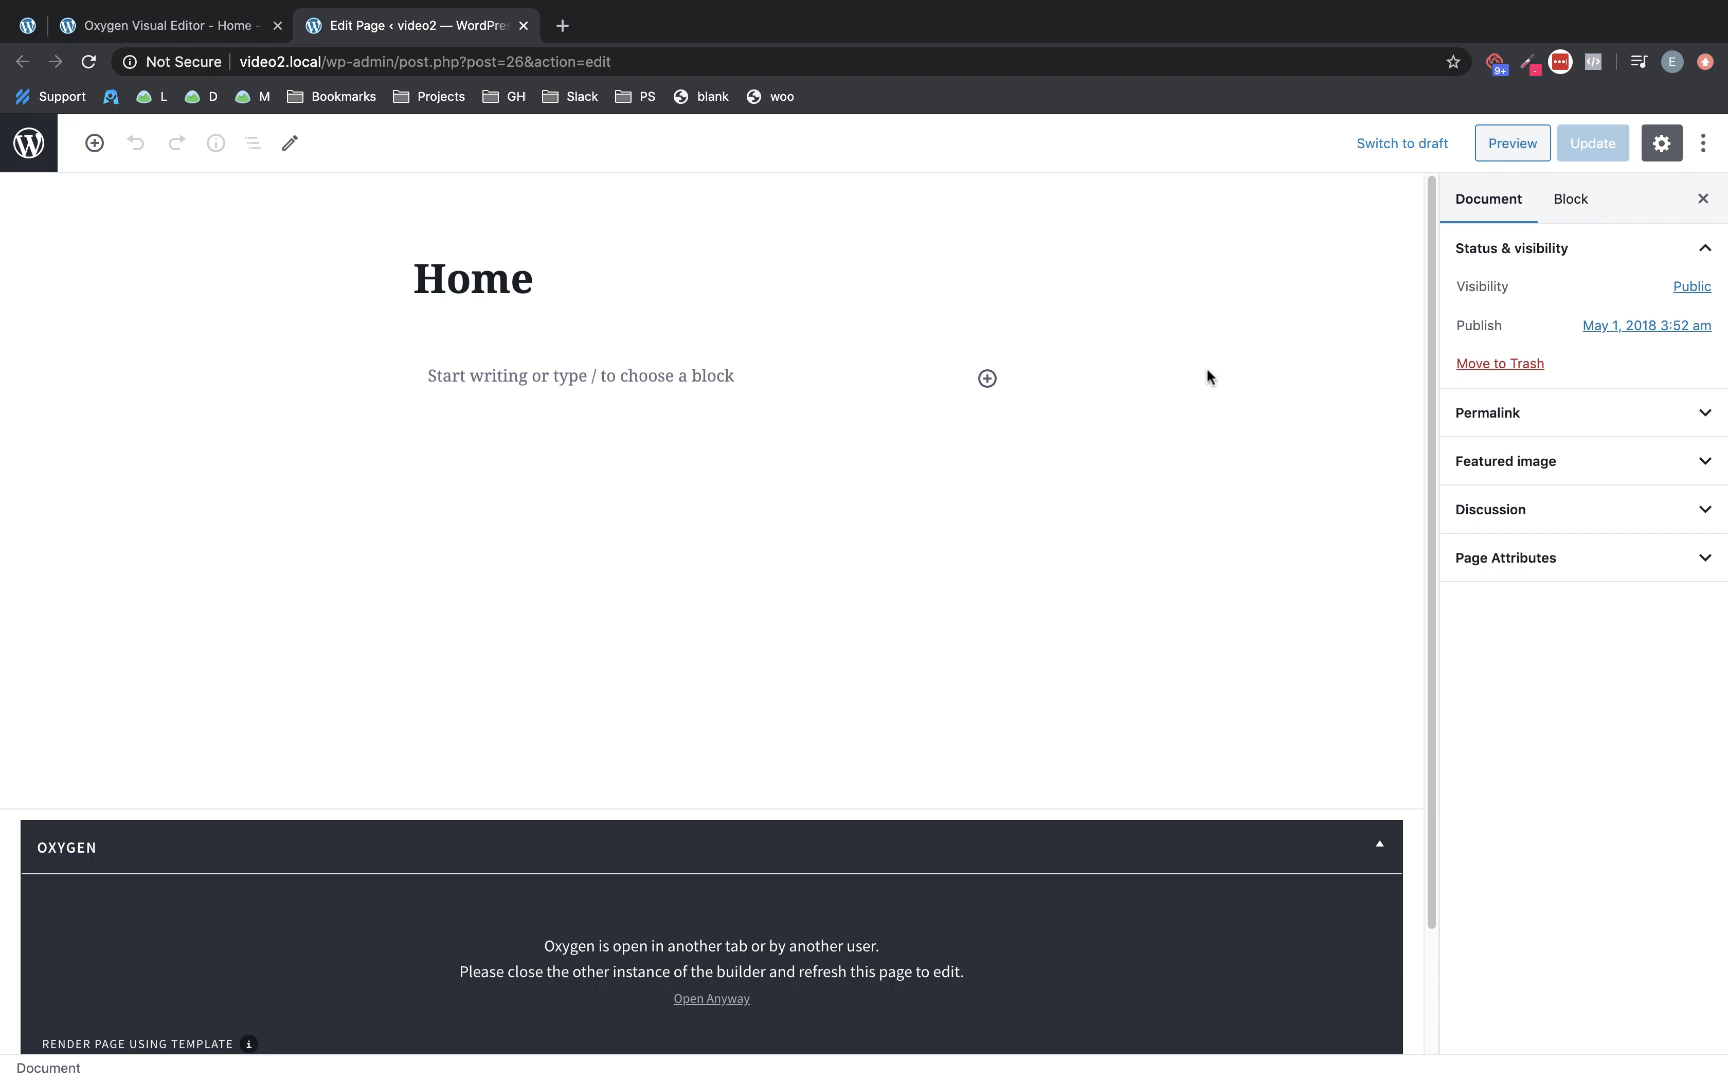 Oxygen Visual Editor - Home -
Edit Page ‹ video2 — WordPres
Not Secure
video2.local/wp-admin/post.php?post=26&action=edit
9+
E
Support
L
D
M
Bookmarks
Projects
GH
Slack
PS
blank
woo
Switch to draft
Preview
Update
Document
Block
Status & visibility
Visibility
Public
Publish
May 1, 2018 3:52 am
Move to Trash
Permalink
Featured image
Discussion
Page Attributes
Home
Start writing or type / to choose a block
OXYGEN
Oxygen is open in another tab or by another user.
Please close the other instance of the builder and refresh this page to edit.
Open Anyway
RENDER PAGE USING TEMPLATE i
Document